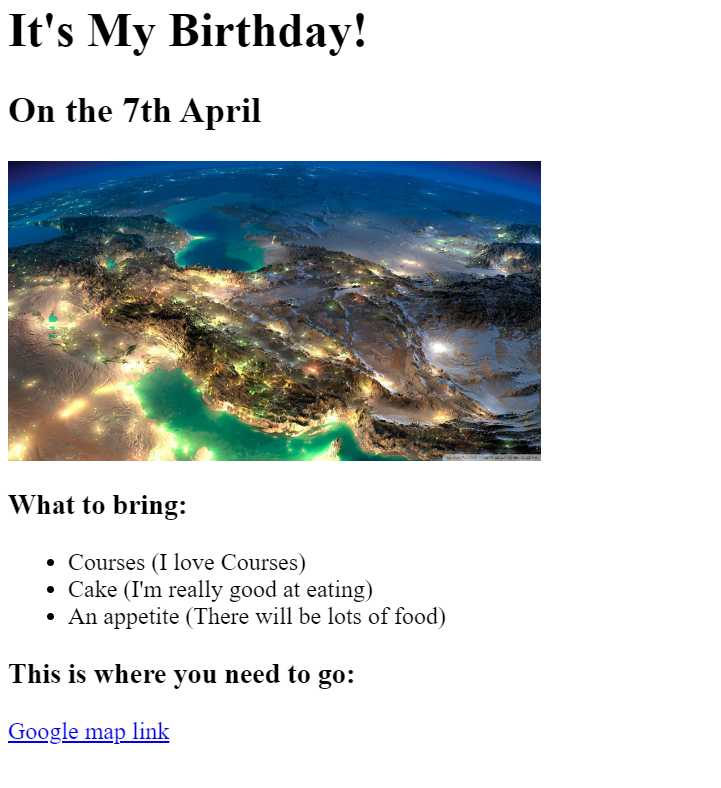 It's My Birthday!
On the 7th April
What to bring:
Courses (I love Courses)
Cake (I'm really good at eating)
An appetite (There will be lots of food)
This is where you need to go:
Google map link